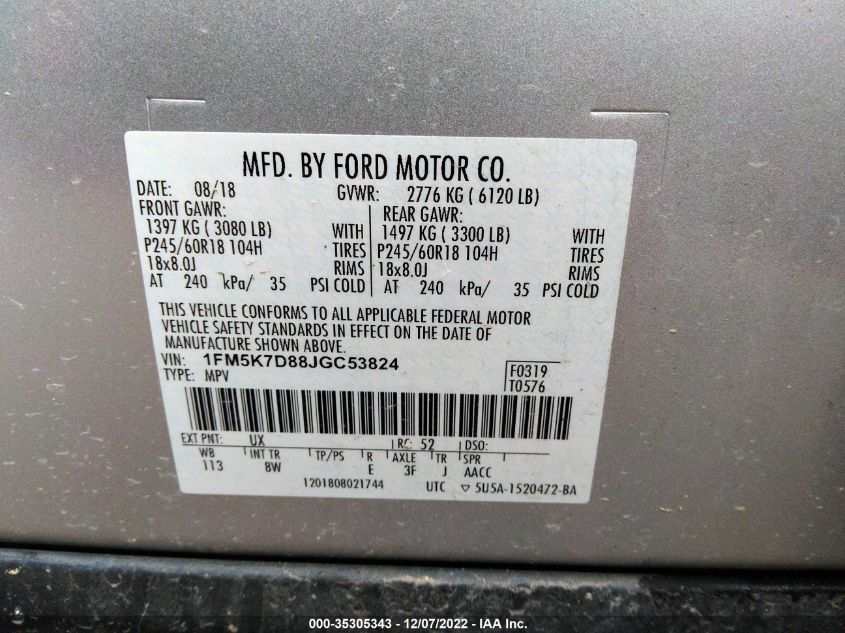 MFD. BY FORD MOTOR CO.
DATE: 08/18 GVWR: 2776 KG ( 6120 LB)
FRONT GAWR: REAR GAWR:
1397 KG ( 3080 LB) WITH 1497 KG ( 3300 LB) WITH
P245/60R18 104H TIRES P245/60R18 104H TIRES
18x8.0J RIMS 18x8.0J RIMS
AT 240 kPa/ 35 PSI COLD AT 240 kPa/ 35 PSI COLD
THIS VEHICLE CONFORMS TO ALL APPLICABLE FEDERAL MOTOR
VEHICLE SAFETY STANDARDS IN EFFECT ON THE DATE OF
MANUFACTURE SHOWN ABOVE.
VIN: 1FM5K7D88JGC53824
TYPE: MPV
F0319
T0576
EXT PNT: UX RC: 52 DSO:
WB INT TR TP/PS R AXLE TR SPR
113 8W E 3F J AACC
1201808021744 UTC ▽ 5U5A-1520472-BA
000-35305343 - 12/07/2022 - IAA Inc.